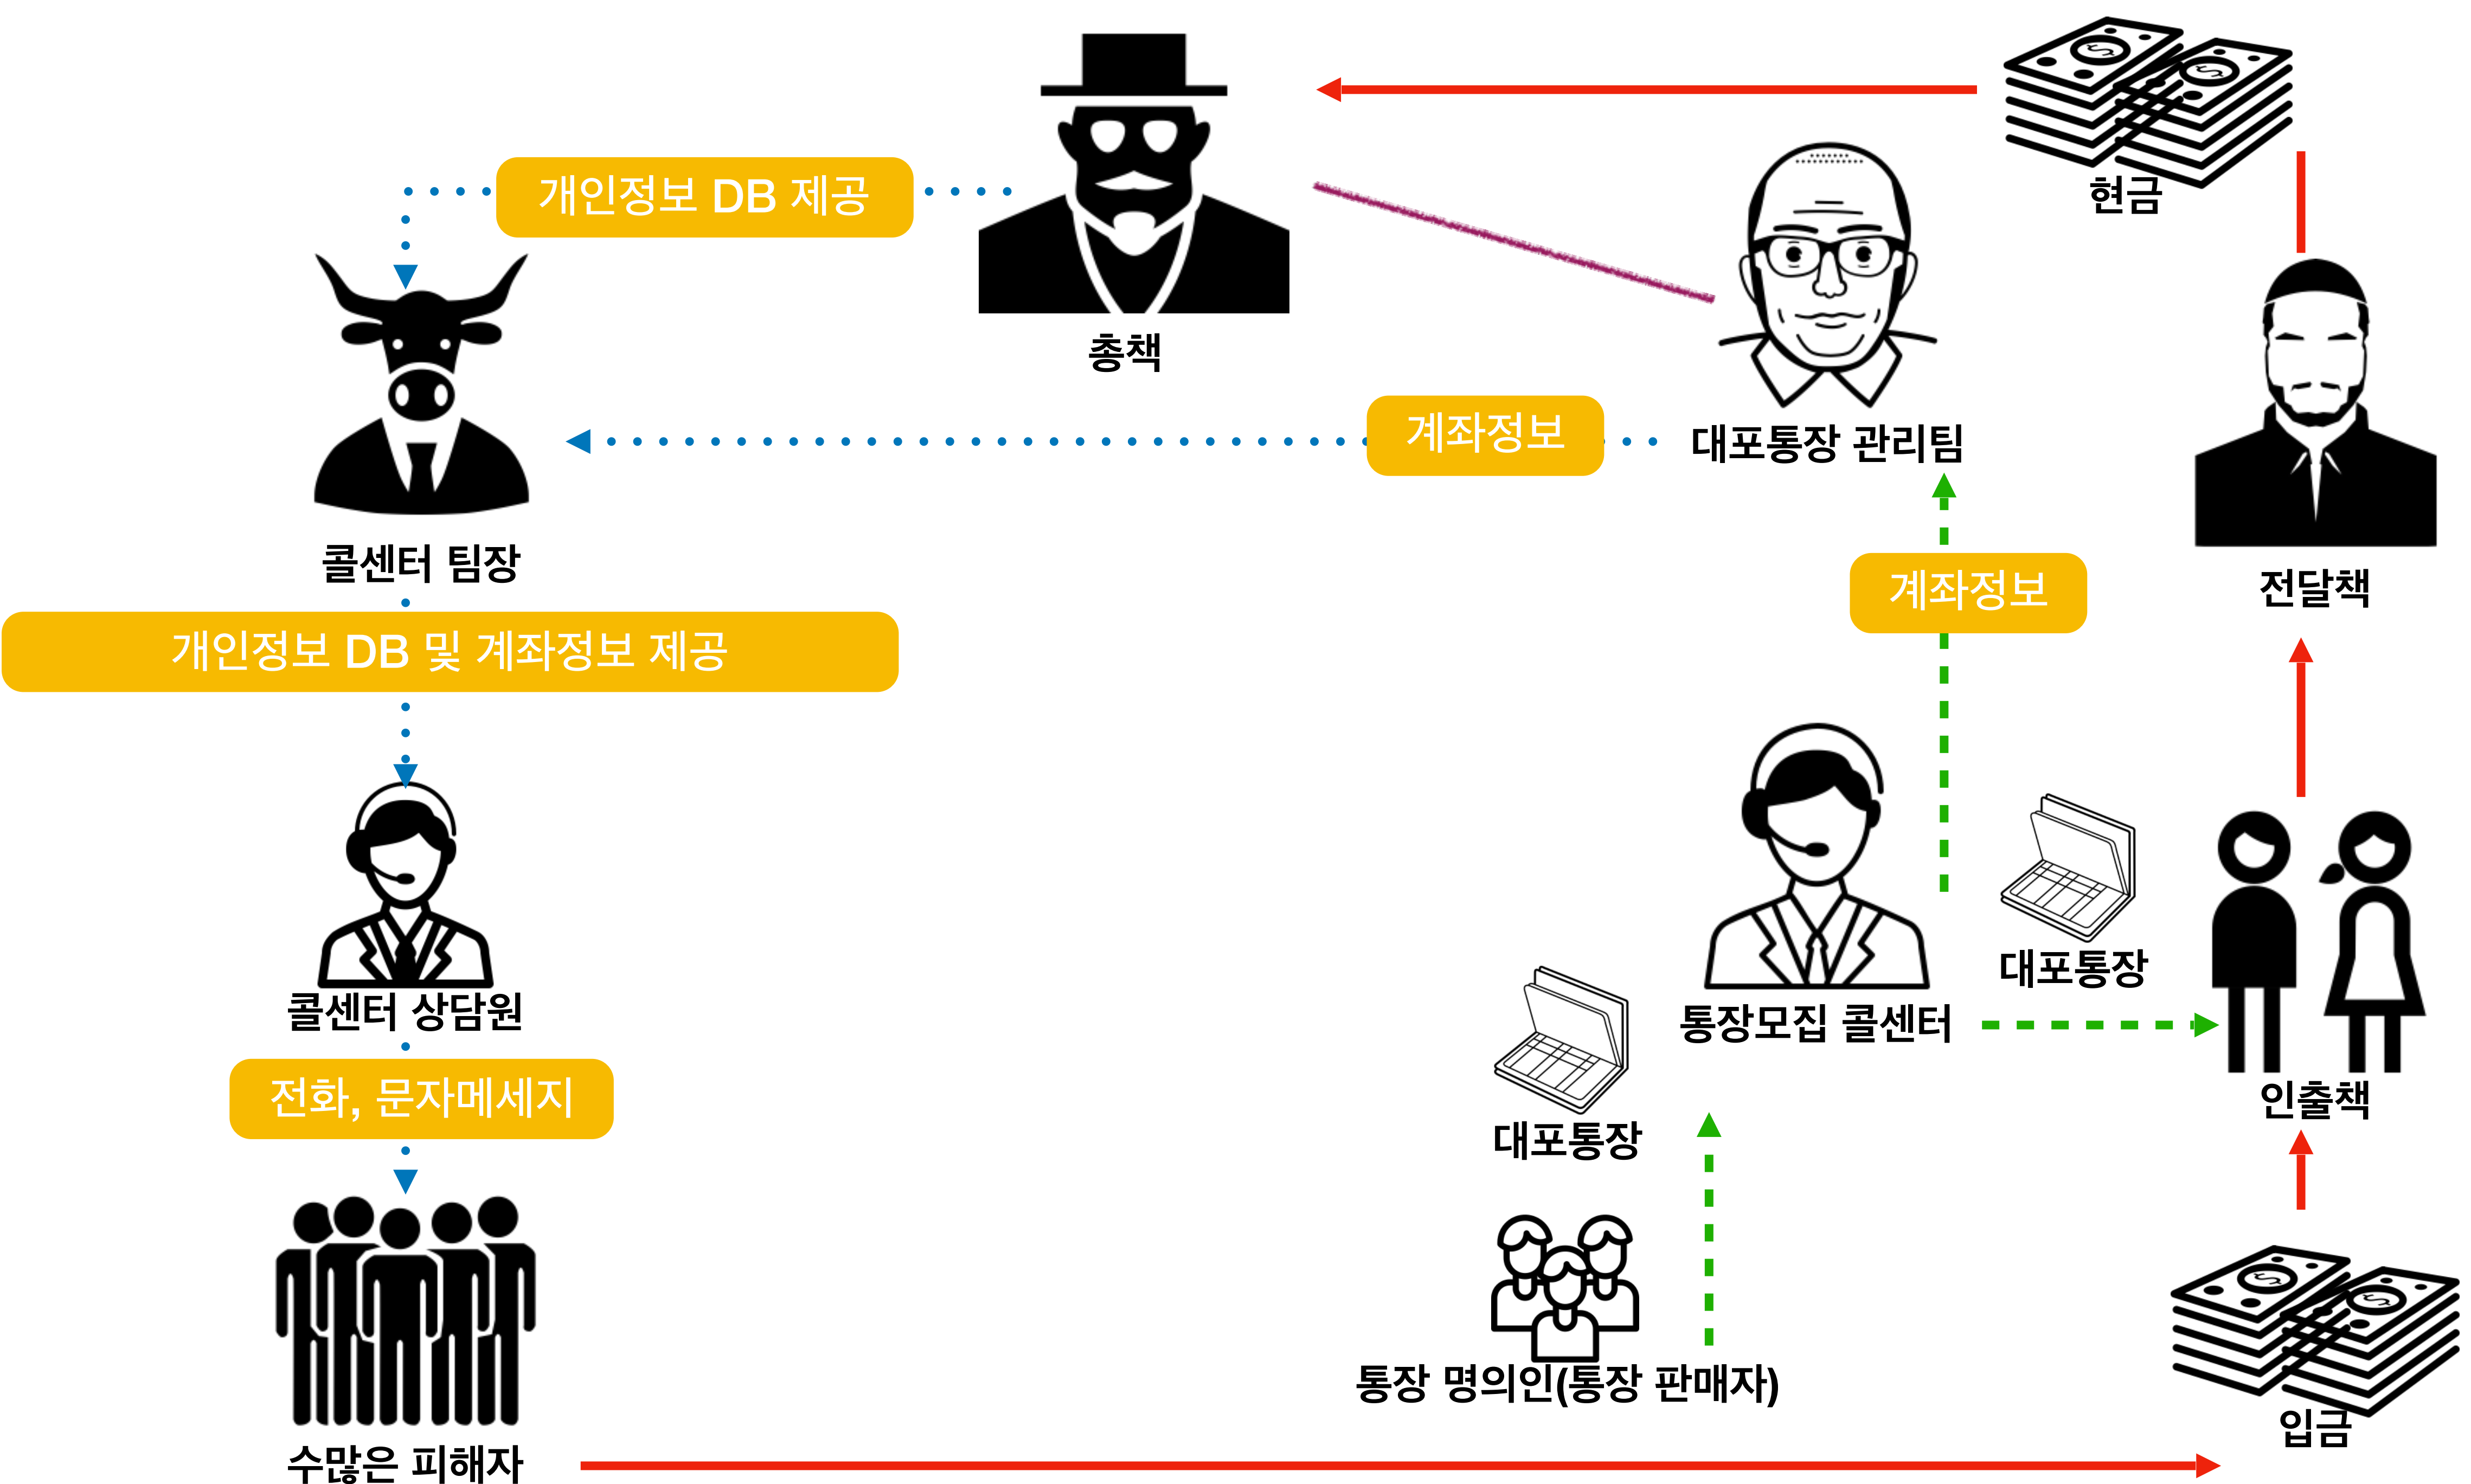 현금
개인정보 DB 제공
총책
계좌정보
대포통장 관리팀
콜센터 팀장
계좌정보
전달책
개인정보 DB 및 계좌정보 제공
대포통장
콜센터 상담원
통장모집 콜센터
전화, 문자메세지
인출책
대포통장
통장 명의인(통장 판매자)
입금
수많은 피해자